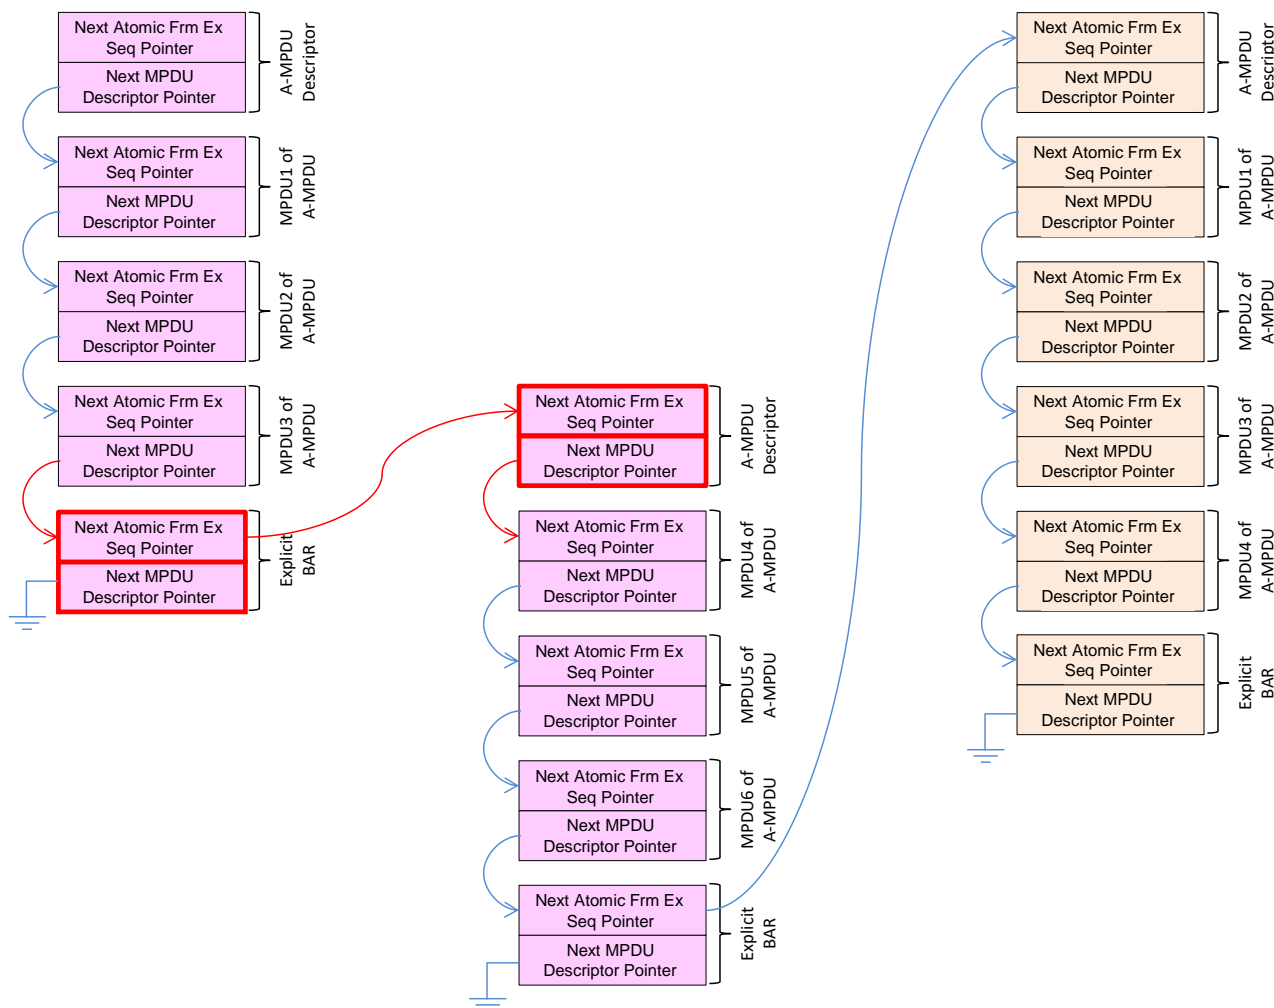 Next Atomic Frm Ex
Seq Pointer
Next MPDU
Descriptor Pointer
A-MPDU
Descriptor
Next Atomic Frm Ex
Seq Pointer
Next MPDU
Descriptor Pointer
MPDU1 of
A-MPDU
Next Atomic Frm Ex
Seq Pointer
Next MPDU
Descriptor Pointer
MPDU2 of
A-MPDU
Next Atomic Frm Ex
Seq Pointer
Next MPDU
Descriptor Pointer
MPDU3 of
A-MPDU
Next Atomic Frm Ex
Seq Pointer
Next MPDU
Descriptor Pointer
Explicit
BAR
Next Atomic Frm Ex
Seq Pointer
Next MPDU
Descriptor Pointer
A-MPDU
Descriptor
Next Atomic Frm Ex
Seq Pointer
Next MPDU
Descriptor Pointer
MPDU4 of
A-MPDU
Next Atomic Frm Ex
Seq Pointer
Next MPDU
Descriptor Pointer
MPDU5 of
A-MPDU
Next Atomic Frm Ex
Seq Pointer
Next MPDU
Descriptor Pointer
MPDU6 of
A-MPDU
Next Atomic Frm Ex
Seq Pointer
Next MPDU
Descriptor Pointer
Explicit
BAR
Next Atomic Frm Ex
Seq Pointer
Next MPDU
Descriptor Pointer
A-MPDU
Descriptor
Next Atomic Frm Ex
Seq Pointer
Next MPDU
Descriptor Pointer
MPDU1 of
A-MPDU
Next Atomic Frm Ex
Seq Pointer
Next MPDU
Descriptor Pointer
MPDU2 of
A-MPDU
Next Atomic Frm Ex
Seq Pointer
Next MPDU
Descriptor Pointer
MPDU3 of
A-MPDU
Next Atomic Frm Ex
Seq Pointer
Next MPDU
Descriptor Pointer
MPDU4 of
A-MPDU
Next Atomic Frm Ex
Seq Pointer
Next MPDU
Descriptor Pointer
Explicit
BAR